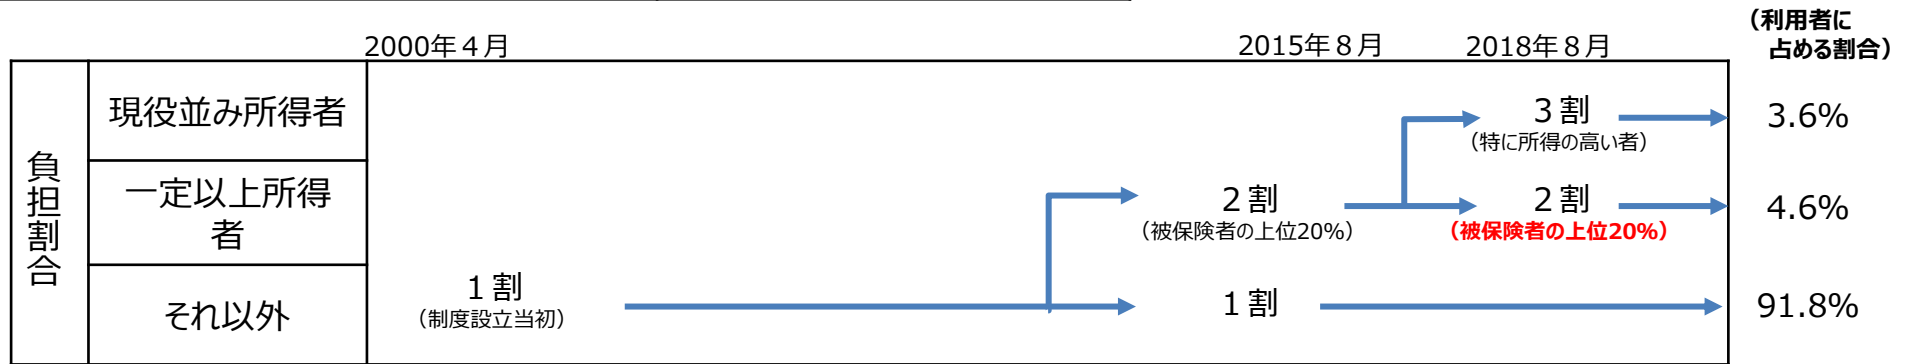 （利用者に
占める割合）
2000年４月
2015年８月
2018年８月
負担割合
現役並み所得者
３割
（特に所得の高い者）
3.6%
一定以上所得
者
２割
（被保険者の上位20%）
２割
（被保険者の上位20%）
4.6%
それ以外
１割
（制度設立当初）
１割
91.8%